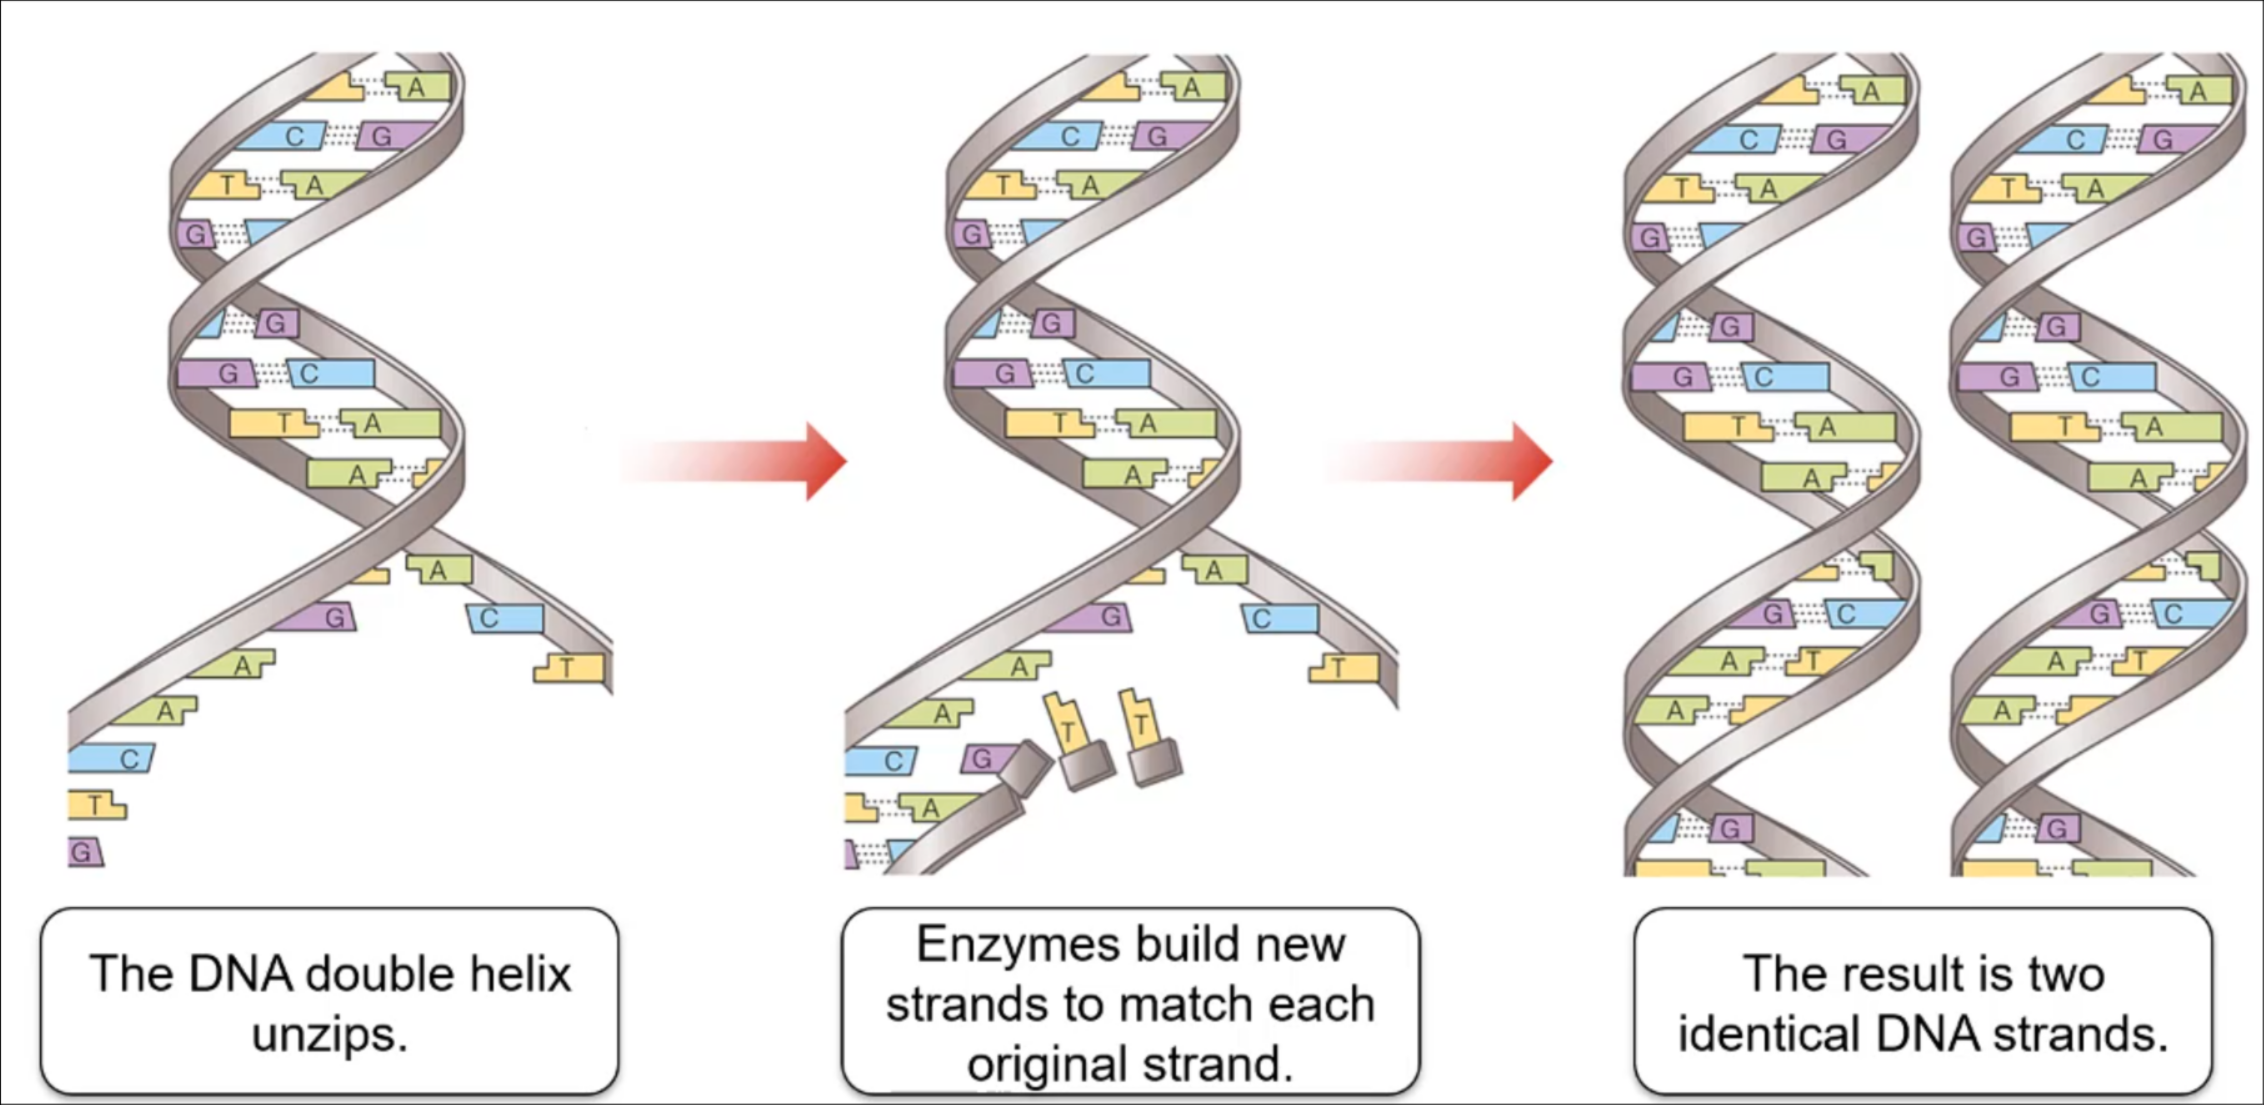 A
C G
T A
G
G
G C
T A
A
A
G C
A T
A
C
T
G
A
C G
T A
G
G
G C
T A
A
A
G C
A T
A T T
C G
A
A
C G
T A
G
G
G C
T A
A
G C
A T
A
G
A
C G
T A
G
G
G C
T A
A
G C
A T
A
G
The DNA double helix
unzips.
Enzymes build new
strands to match each
original strand.
The result is two
identical DNA strands.